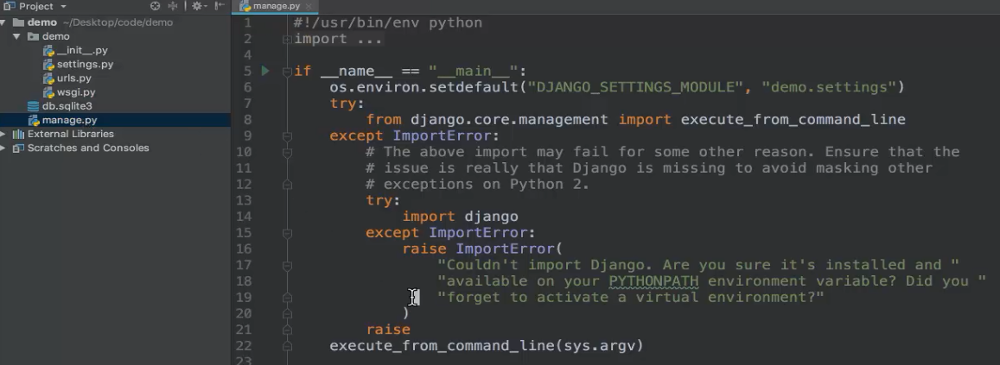 Project
demo ~/Desktop/code/demo
demo
__init__.py
settings.py
urls.py
wsgi.py
db.sqlite3
manage.py
External Libraries
Scratches and Consoles
manage.py
1 #!/usr/bin/env python
2 import ...
4
5 if __name__ == "__main__":
6 os.environ.setdefault("DJANGO_SETTINGS_MODULE", "demo.settings")
7 try:
8 from django.core.management import execute_from_command_line
9 except ImportError:
10 # The above import may fail for some other reason. Ensure that the
11 # issue is really that Django is missing to avoid masking other
12 # exceptions on Python 2.
13 try:
14 import django
15 except ImportError:
16 raise ImportError(
17 "Couldn't import Django. Are you sure it's installed and "
18 "available on your PYTHONPATH environment variable? Did you "
19 "forget to activate a virtual environment?"
20 )
21 raise
22 execute_from_command_line(sys.argv)
23